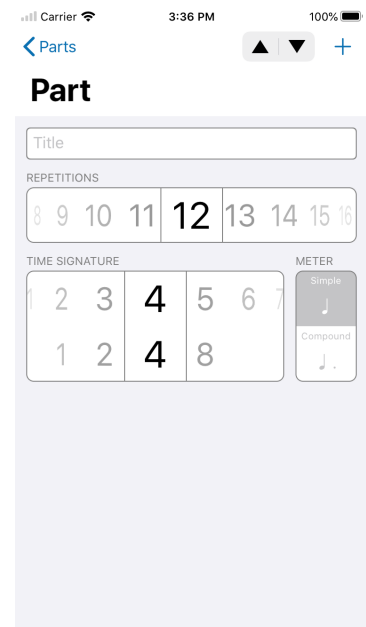 Carrier 3:36 PM 100%
Parts
Part
Title
REPETITIONS
8 9 10 11 12 13 14 15 16
TIME SIGNATURE METER
1 2 3 4 5 6 7 Simple
1 2 4 8 Compound